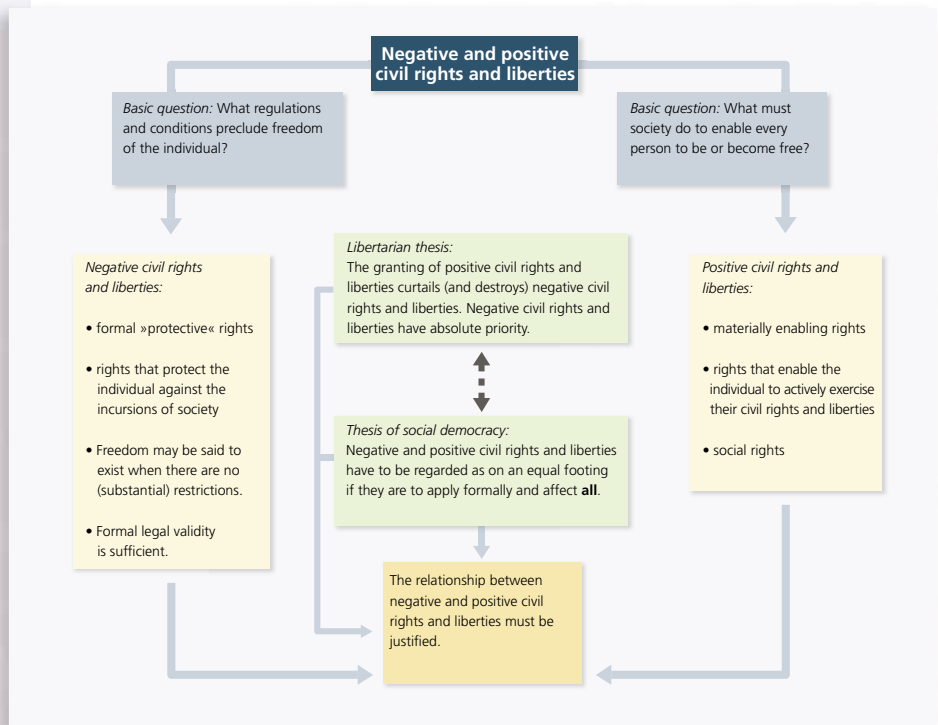 Negative and positive
civil rights and liberties
Basic question: What regulations
and conditions preclude freedom
of the individual?
Basic question: What must
society do to enable every
person to be or become free?
Negative civil rights
and liberties:
• formal »protective« rights
• rights that protect the
individual against the
incursions of society
• Freedom may be said to
exist when there are no
(substantial) restrictions.
• Formal legal validity
is sufficient.
Libertarian thesis:
The granting of positive civil rights and
liberties curtails (and destroys) negative civil
rights and liberties. Negative civil rights and
liberties have absolute priority.
Thesis of social democracy:
Negative and positive civil rights and liberties
have to be regarded as on an equal footing
if they are to apply formally and affect all.
The relationship between
negative and positive civil
rights and liberties must be
justified.
Positive civil rights and
liberties:
• materially enabling rights
• rights that enable the
individual to actively exercise
their civil rights and liberties
• social rights